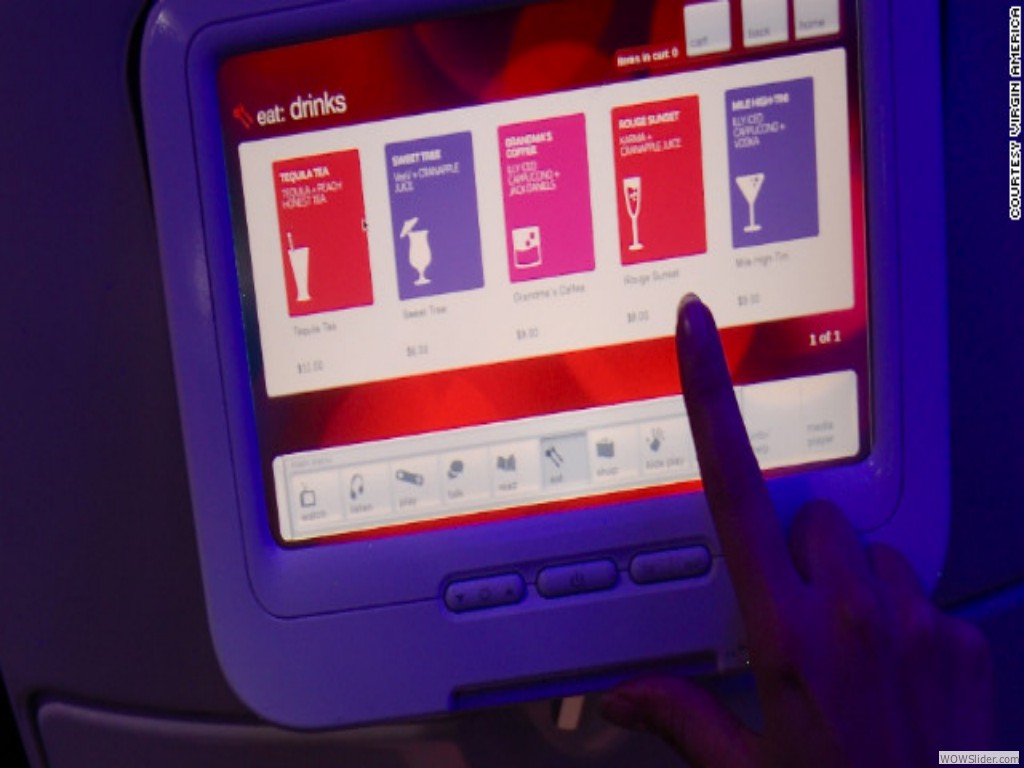 COURTESY VIRGIN AMERICA
cart
back
home
Items in cart: 0
eat: drinks
TEQUILA TEA
TEQUILA + PEACH
HONEST TEA
SWEET TREE
VeeV + CRANAPPLE
JUICE
GRANDMA'S
COFFEE
ILLY ICED
CAPPUCCINO +
JACK DANIELS
ROUGE SUNSET
KARMA +
CRANAPPLE JUICE
MILE HIGH-TINI
ILLY ICED
CAPPUCCINO +
VODKA
Tequila Tea
Sweet Tree
Grandma's Coffee
Rouge Sunset
Mile High-Tini
$11.00
1 of 1
watch
listen
play
talk
read
eat
shop
kids play
media
player
WOWSlider.com